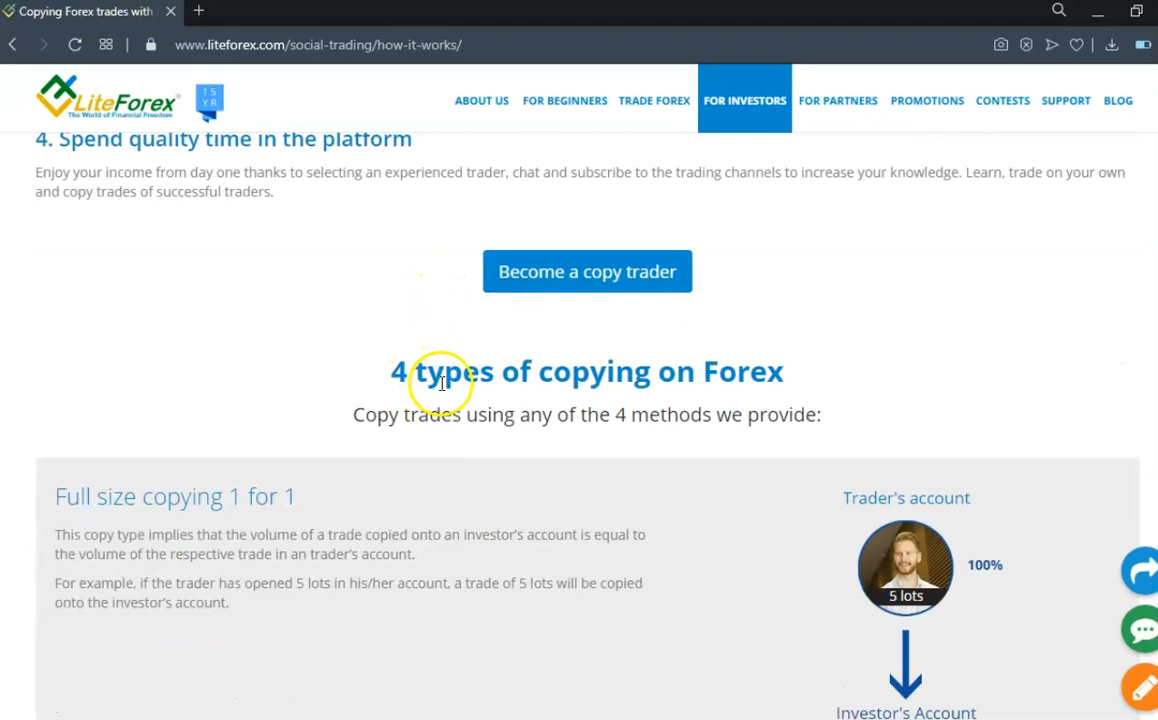 Copying Forex trades with
www.liteforex.com/social-trading/how-it-works/
LiteForex
The World of Financial Freedom
15
YR
ABOUT US FOR BEGINNERS TRADE FOREX FOR INVESTORS FOR PARTNERS PROMOTIONS CONTESTS SUPPORT BLOG
4. Spend quality time in the platform
Enjoy your income from day one thanks to selecting an experienced trader, chat and subscribe to the trading channels to increase your knowledge. Learn, trade on your own
and copy trades of successful traders.
Become a copy trader
4 types of copying on Forex
Copy trades using any of the 4 methods we provide:
Full size copying 1 for 1
This copy type implies that the volume of a trade copied onto an investor's account is equal to
the volume of the respective trade in an trader's account.
For example, if the trader has opened 5 lots in his/her account, a trade of 5 lots will be copied
onto the investor's account.
Trader's account
100%
5 lots
Investor's Account